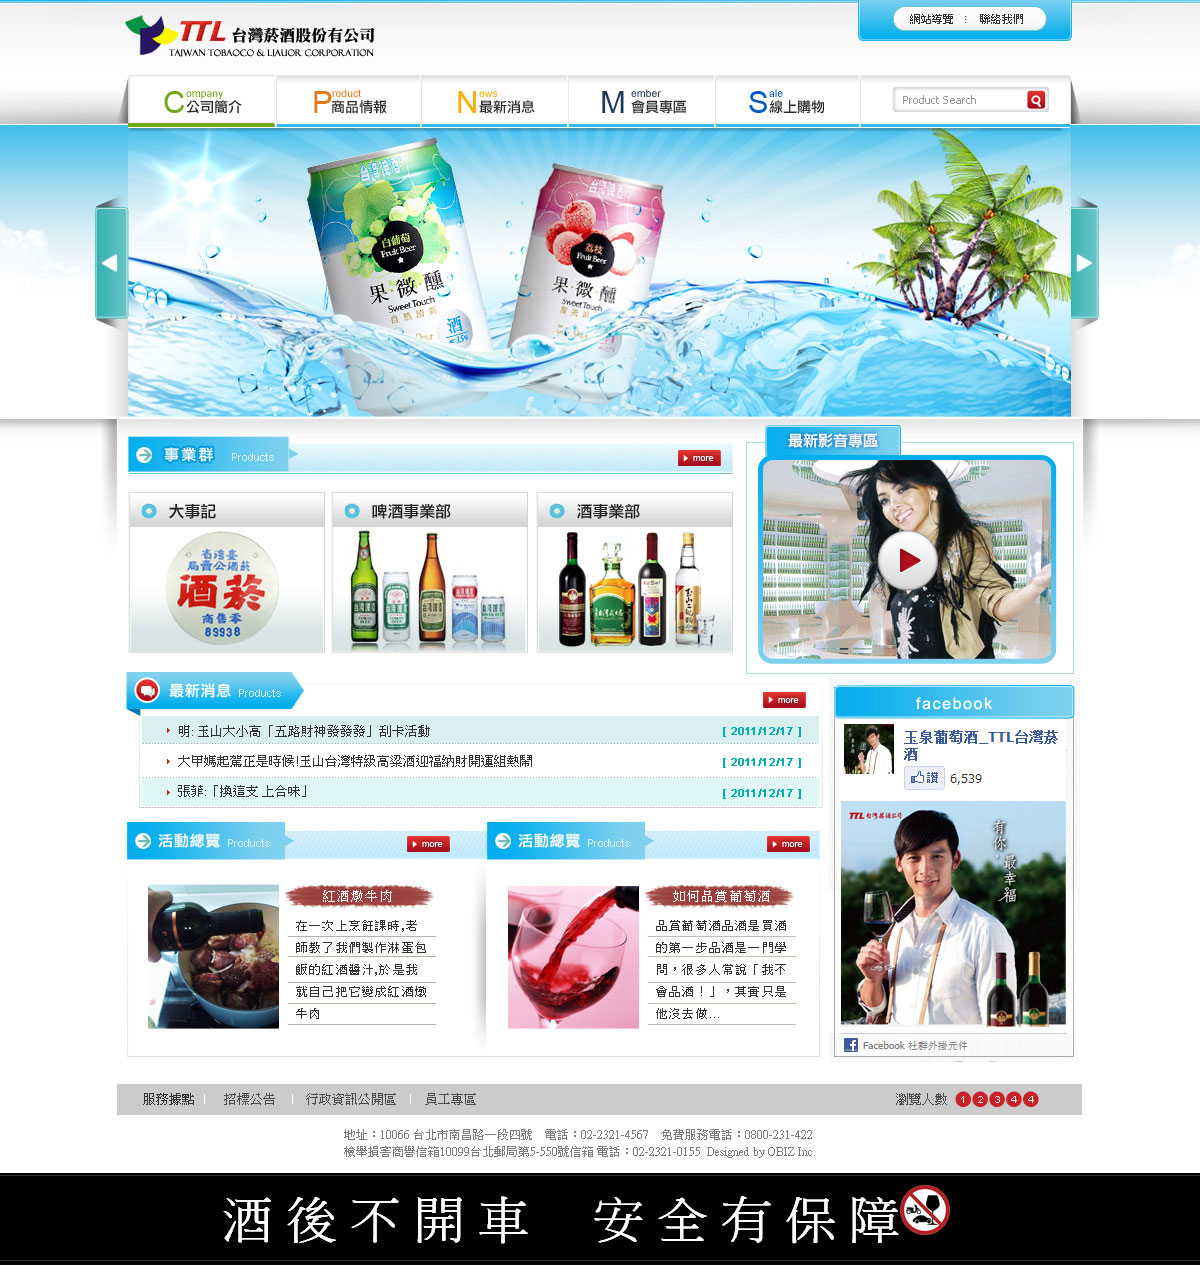 網站導覽 : 聯絡我們
TTL 台灣菸酒股份有公司
TAIWAN TOBAOCO & LIAUOR CORPORATION
Company 公司簡介
Product 商品情報
News 最新消息
Member 會員專區
Sale 線上購物
Product Search
白葡萄
Fruit Beer
果微醺
Sweet Touch
自然清新
酒
荔枝
Fruit Beer
果微醺
Sweet Touch
事業群 Products
more
最新影音專區
大事記
啤酒事業部
酒事業部
省灣臺
局賣公酒菸
酒菸
商售零
89938
最新消息 Products
more
明: 玉山大小高「五路財神發發發」刮卡活動 [ 2011/12/17 ]
大甲媽起駕正是時候!玉山台灣特級高粱酒迎福納財開運組熱鬧 [ 2011/12/17 ]
張菲:「換這支 上合味」 [ 2011/12/17 ]
facebook
玉泉葡萄酒_TTL台灣菸酒
讚 6,539
TTL 台灣菸酒公司
有你,最幸福
Facebook 社群外掛元件
活動總覽 Products
more
紅酒燉牛肉
在一次上烹飪課時,老
師教了我們製作淋蛋包
飯的紅酒醬汁,於是我
就自己把它變成紅酒燉
牛肉
活動總覽 Products
more
如何品賞葡萄酒
品賞葡萄酒品酒是買酒
的第一步品酒是一門學
問，很多人常說「我不
會品酒！」，其實只是
他沒去做...
服務據點 | 招標公告 | 行政資訊公開區 | 員工專區
瀏覽人數 1 2 3 4 4
地址：10066 台北市南昌路一段四號 電話：02-2321-4567 免費服務電話：0800-231-422
檢舉損害商譽信箱10099台北郵局第5-550號信箱 電話：02-2321-0155 Designed by OBIZ Inc.
酒後不開車 安全有保障